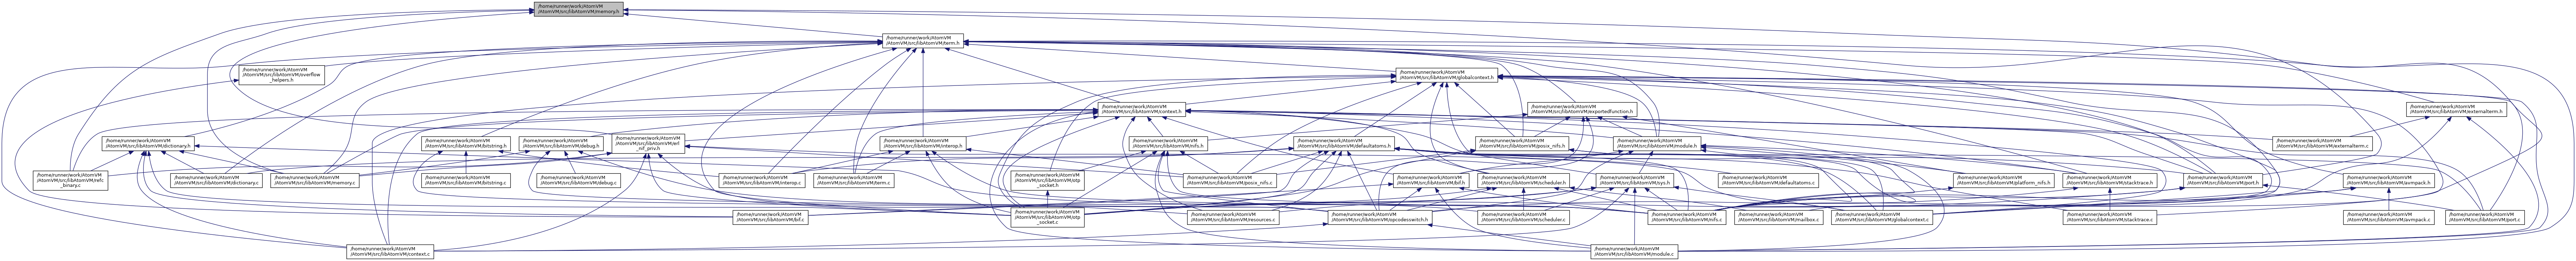 /home/runner/work/AtomVM
/AtomVM/src/libAtomVM/memory.h
/home/runner/work/AtomVM
/AtomVM/src/libAtomVM/term.h
/home/runner/work/AtomVM
/AtomVM/src/libAtomVM/overflow
_helpers.h
/home/runner/work/AtomVM
/AtomVM/src/libAtomVM/globalcontext.h
/home/runner/work/AtomVM
/AtomVM/src/libAtomVM/context.h
/home/runner/work/AtomVM
/AtomVM/src/libAtomVM/exportedfunction.h
/home/runner/work/AtomVM
/AtomVM/src/libAtomVM/externalterm.h
/home/runner/work/AtomVM
/AtomVM/src/libAtomVM/dictionary.h
/home/runner/work/AtomVM
/AtomVM/src/libAtomVM/bitstring.h
/home/runner/work/AtomVM
/AtomVM/src/libAtomVM/debug.h
/home/runner/work/AtomVM
/AtomVM/src/libAtomVM/erl
_nif_priv.h
/home/runner/work/AtomVM
/AtomVM/src/libAtomVM/interop.h
/home/runner/work/AtomVM
/AtomVM/src/libAtomVM/nifs.h
/home/runner/work/AtomVM
/AtomVM/src/libAtomVM/defaultatoms.h
/home/runner/work/AtomVM
/AtomVM/src/libAtomVM/posix_nifs.h
/home/runner/work/AtomVM
/AtomVM/src/libAtomVM/module.h
/home/runner/work/AtomVM
/AtomVM/src/libAtomVM/externalterm.c
/home/runner/work/AtomVM
/AtomVM/src/libAtomVM/refc
_binary.c
/home/runner/work/AtomVM
/AtomVM/src/libAtomVM/dictionary.c
/home/runner/work/AtomVM
/AtomVM/src/libAtomVM/memory.c
/home/runner/work/AtomVM
/AtomVM/src/libAtomVM/bitstring.c
/home/runner/work/AtomVM
/AtomVM/src/libAtomVM/debug.c
/home/runner/work/AtomVM
/AtomVM/src/libAtomVM/interop.c
/home/runner/work/AtomVM
/AtomVM/src/libAtomVM/term.c
/home/runner/work/AtomVM
/AtomVM/src/libAtomVM/otp
_socket.h
/home/runner/work/AtomVM
/AtomVM/src/libAtomVM/posix_nifs.c
/home/runner/work/AtomVM
/AtomVM/src/libAtomVM/bif.h
/home/runner/work/AtomVM
/AtomVM/src/libAtomVM/scheduler.h
/home/runner/work/AtomVM
/AtomVM/src/libAtomVM/sys.h
/home/runner/work/AtomVM
/AtomVM/src/libAtomVM/defaultatoms.c
/home/runner/work/AtomVM
/AtomVM/src/libAtomVM/platform_nifs.h
/home/runner/work/AtomVM
/AtomVM/src/libAtomVM/stacktrace.h
/home/runner/work/AtomVM
/AtomVM/src/libAtomVM/port.h
/home/runner/work/AtomVM
/AtomVM/src/libAtomVM/avmpack.h
/home/runner/work/AtomVM
/AtomVM/src/libAtomVM/bif.c
/home/runner/work/AtomVM
/AtomVM/src/libAtomVM/otp
_socket.c
/home/runner/work/AtomVM
/AtomVM/src/libAtomVM/resources.c
/home/runner/work/AtomVM
/AtomVM/src/libAtomVM/opcodesswitch.h
/home/runner/work/AtomVM
/AtomVM/src/libAtomVM/scheduler.c
/home/runner/work/AtomVM
/AtomVM/src/libAtomVM/nifs.c
/home/runner/work/AtomVM
/AtomVM/src/libAtomVM/mailbox.c
/home/runner/work/AtomVM
/AtomVM/src/libAtomVM/globalcontext.c
/home/runner/work/AtomVM
/AtomVM/src/libAtomVM/stacktrace.c
/home/runner/work/AtomVM
/AtomVM/src/libAtomVM/avmpack.c
/home/runner/work/AtomVM
/AtomVM/src/libAtomVM/port.c
/home/runner/work/AtomVM
/AtomVM/src/libAtomVM/context.c
/home/runner/work/AtomVM
/AtomVM/src/libAtomVM/module.c